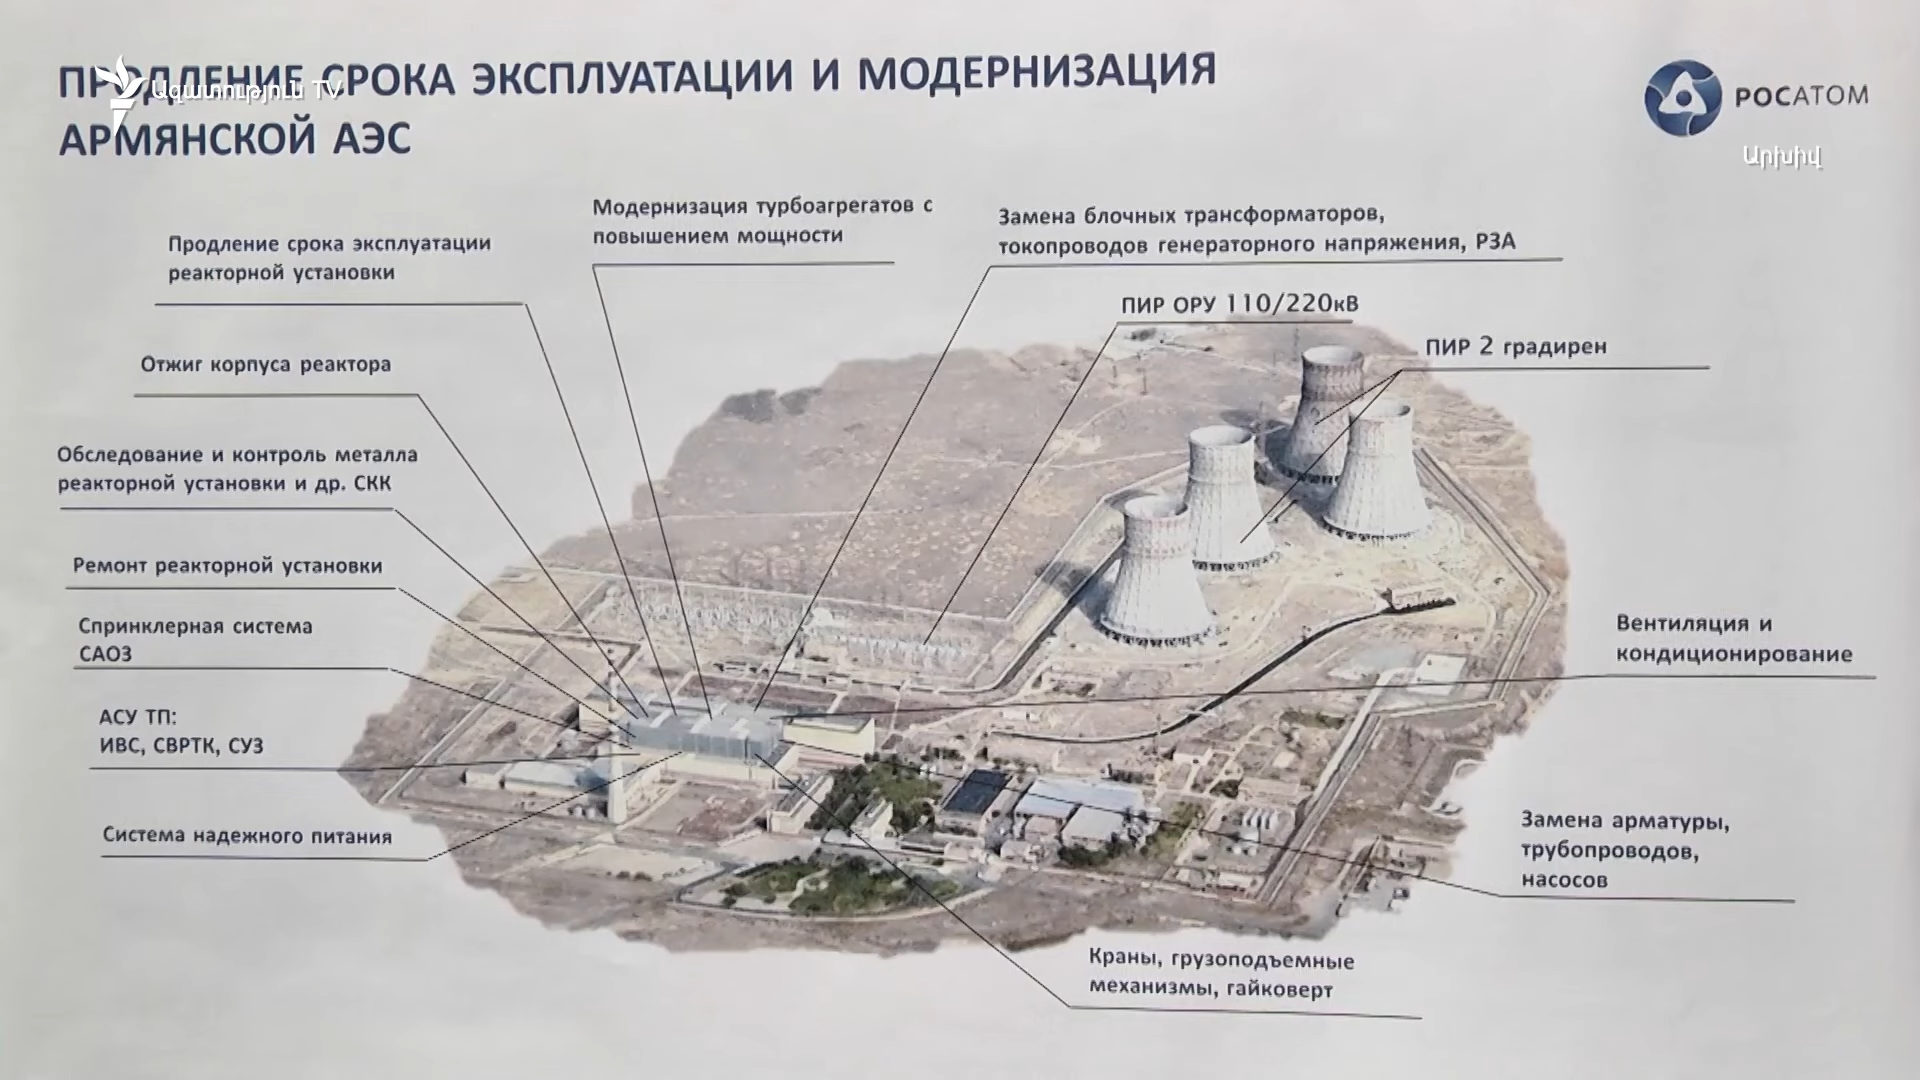 ПРОДЛЕНИЕ СРОКА ЭКСПЛУАТАЦИИ И МОДЕРНИЗАЦИЯ
АРМЯНСКОЙ АЭС
Ազատություն TV
РОСАТОМ
Արխիվ
Модернизация турбоагрегатов с
повышением мощности
Замена блочных трансформаторов,
токопроводов генераторного напряжения, РЗА
Продление срока эксплуатации
реакторной установки
ПИР ОРУ 110/220кВ
ПИР 2 градирен
Отжиг корпуса реактора
Обследование и контроль металла
реакторной установки и др. СКК
Ремонт реакторной установки
Спринклерная система
САОЗ
Вентиляция и
кондиционирование
АСУ ТП:
ИВС, СВРТК, СУЗ
Система надежного питания
Замена арматуры,
трубопроводов,
насосов
Краны, грузоподъемные
механизмы, гайковерт